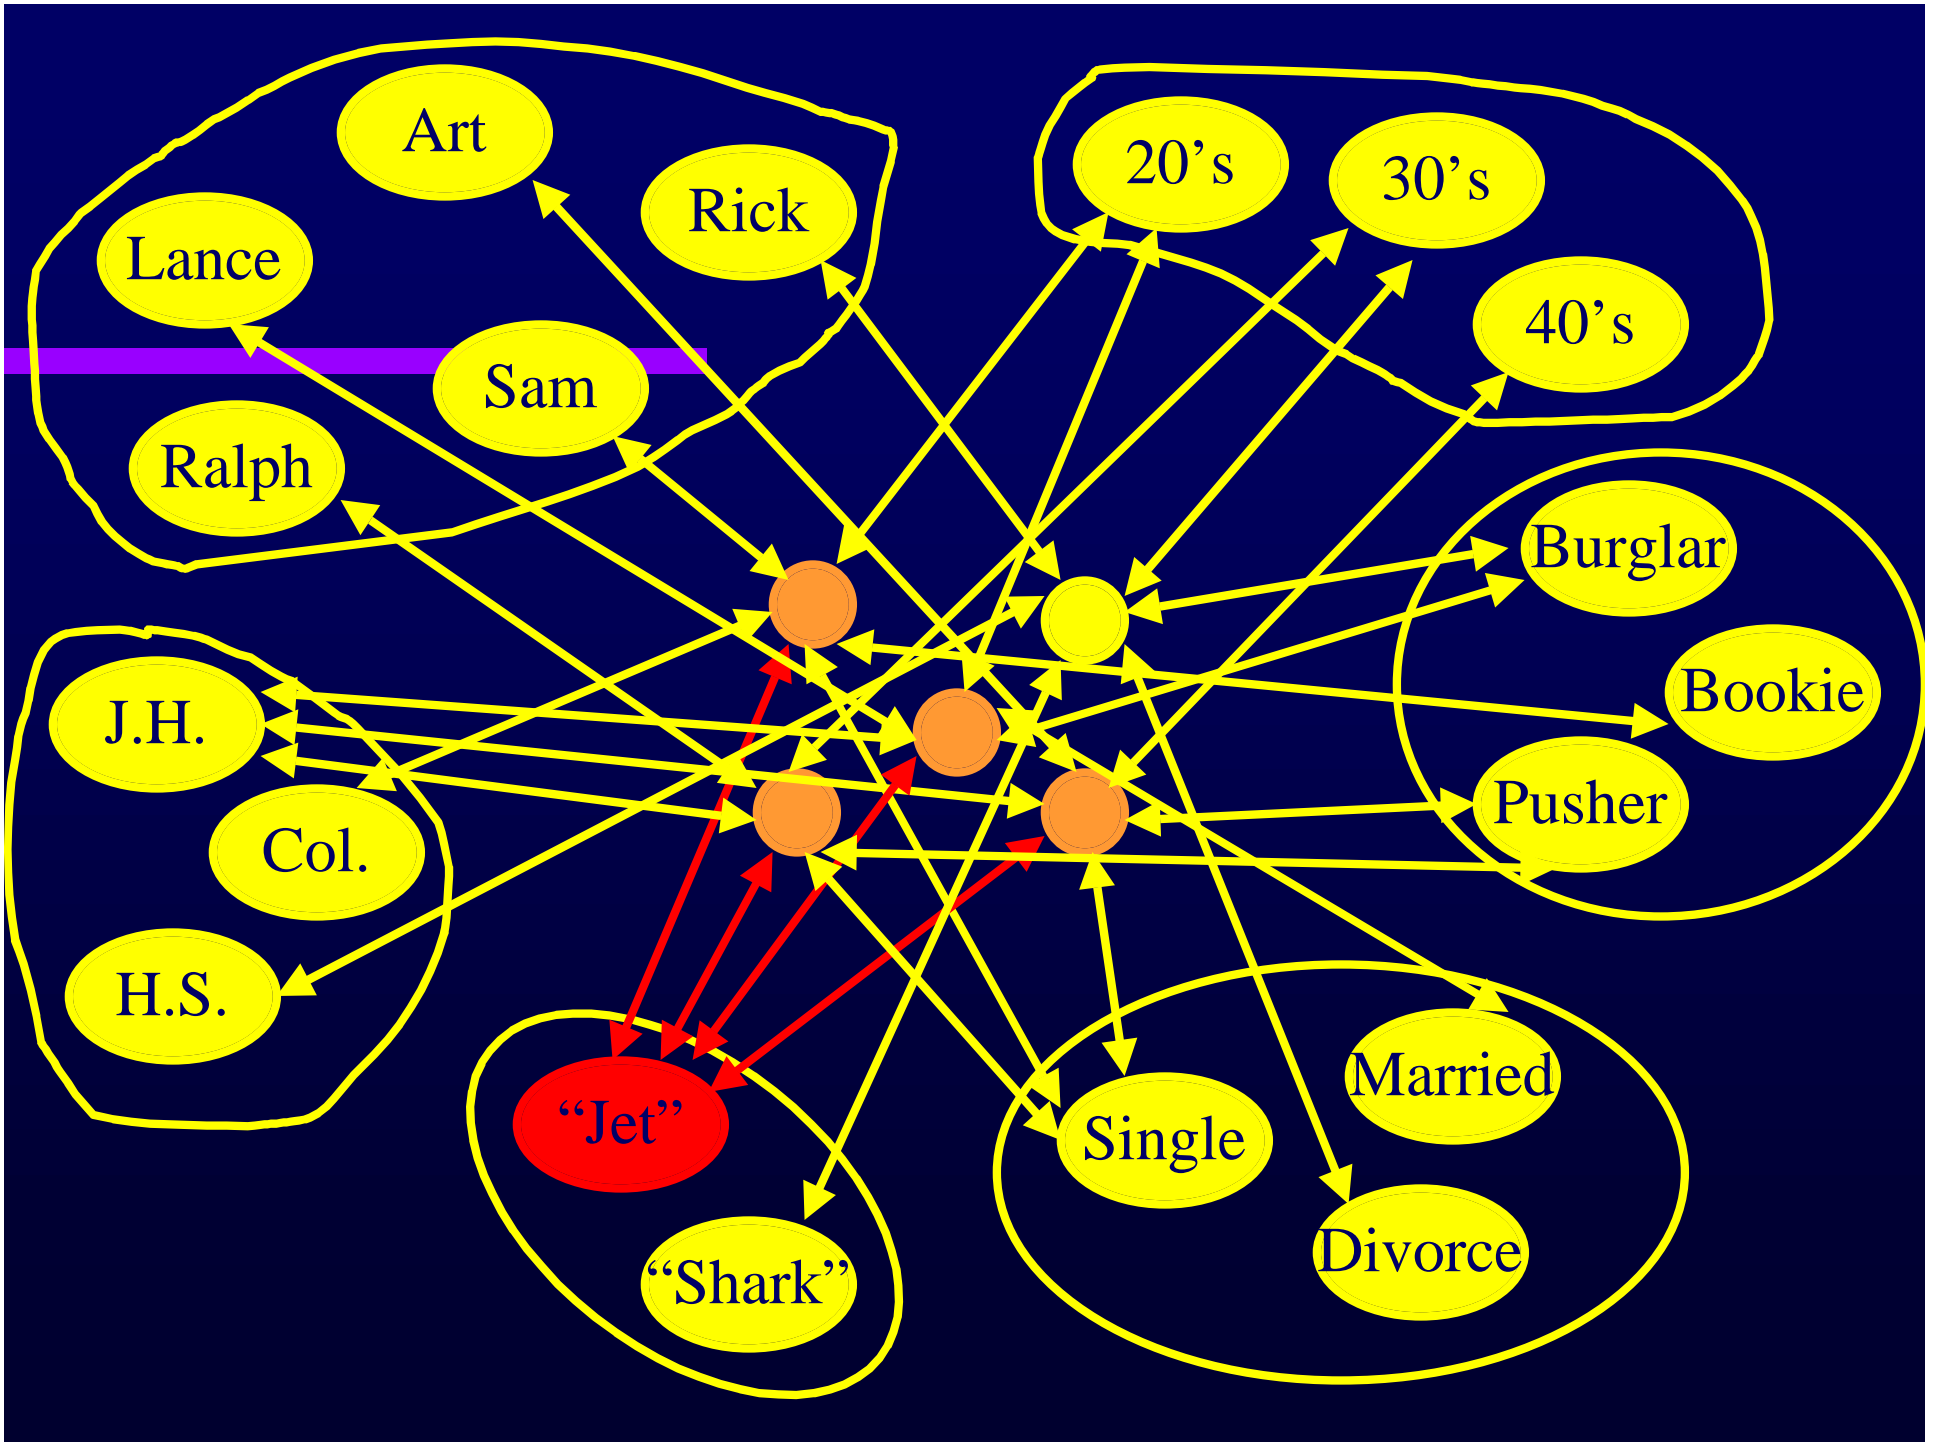 Art
Rick
Lance
Sam
Ralph
20’s
30’s
40’s
Burglar
Bookie
Pusher
J.H.
Col.
H.S.
“Jet”
“Shark”
Married
Single
Divorce